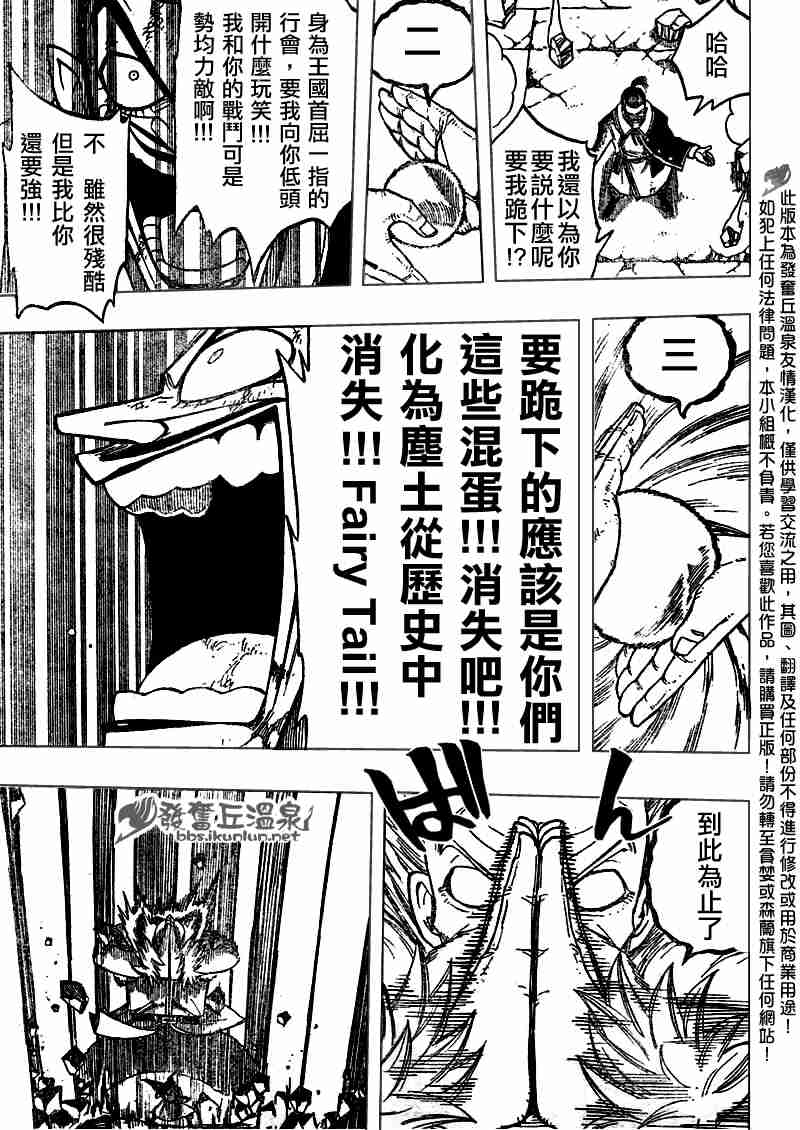 哈哈
我還以為你
要說什麼呢
要我跪下!?
二
身為王國首屈一指的
行會，要我向你低頭
開什麼玩笑!!!
我和你的戰鬥可是
勢均力敵啊!!!
不　雖然很殘酷
但是我比你
還要強!!!
三
要跪下的應該是你們
這些混蛋!!!消失吧!!!
化為塵土從歷史中
消失!!!Fairy Tail!!!
到此為止了
ばん
發奮丘溫泉
bbs.ikunlun.net
此版本為發奮丘溫泉友情漢化，僅供學習交流之用，其圖、翻譯及任何部份不得進行修改或用於商業用途！
如犯上任何法律問題，本小組概不負責。若您喜歡此作品，請購買正版！請勿轉至貪婪或森蘭旗下任何網站！